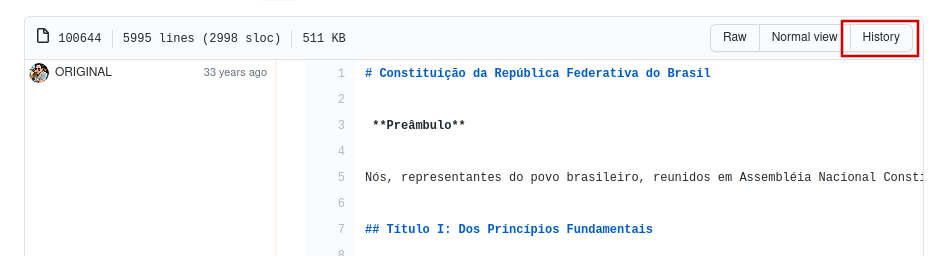 100644 5995 lines (2998 sloc) 511 KB Raw Normal view History
ORIGINAL 33 years ago
1 # Constituição da República Federativa do Brasil
2
3 **Preâmbulo**
4
5 Nós, representantes do povo brasileiro, reunidos em Assembléia Nacional Consti
6
7 ## Título I: Dos Princípios Fundamentais
8